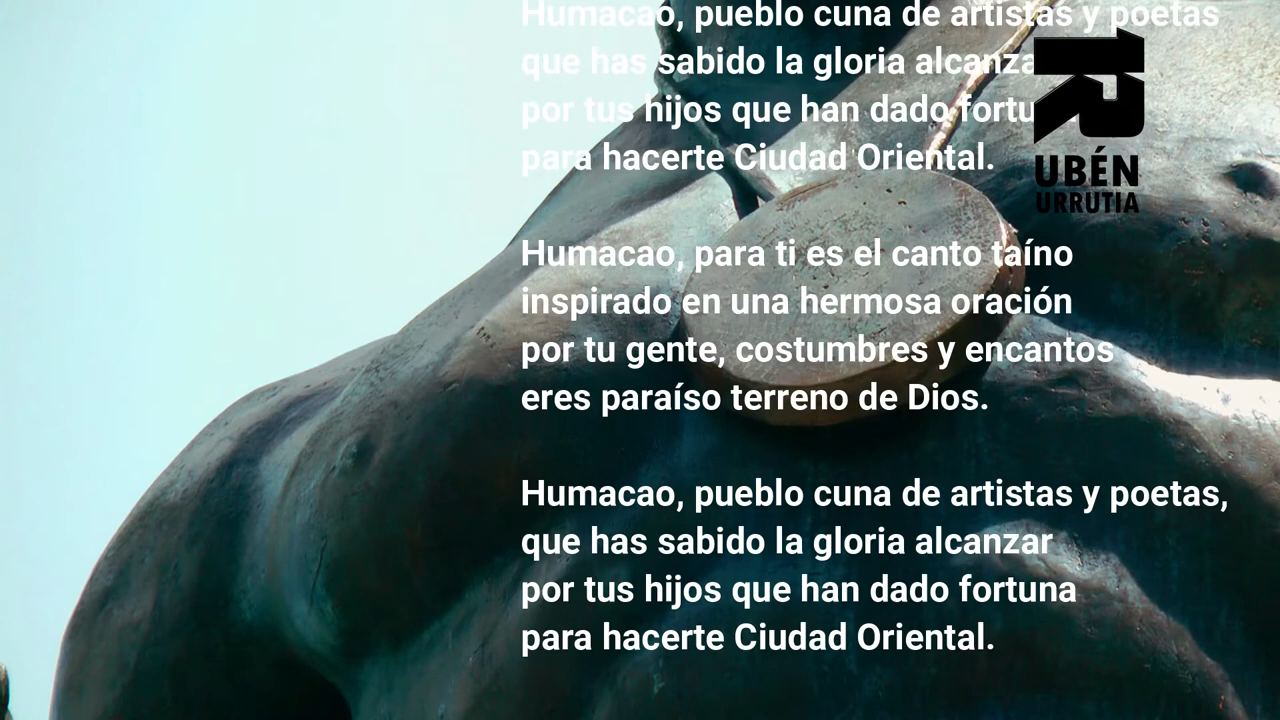 Humacao, pueblo cuna de artistas y poetas
que has sabido la gloria alcanza
por tus hijos que han dado fortu
para hacerte Ciudad Oriental.
R
UBÉN
URRUTIA
Humacao, para ti es el canto taíno
inspirado en una hermosa oración
por tu gente, costumbres y encantos
eres paraíso terreno de Dios.
Humacao, pueblo cuna de artistas y poetas,
que has sabido la gloria alcanzar
por tus hijos que han dado fortuna
para hacerte Ciudad Oriental.